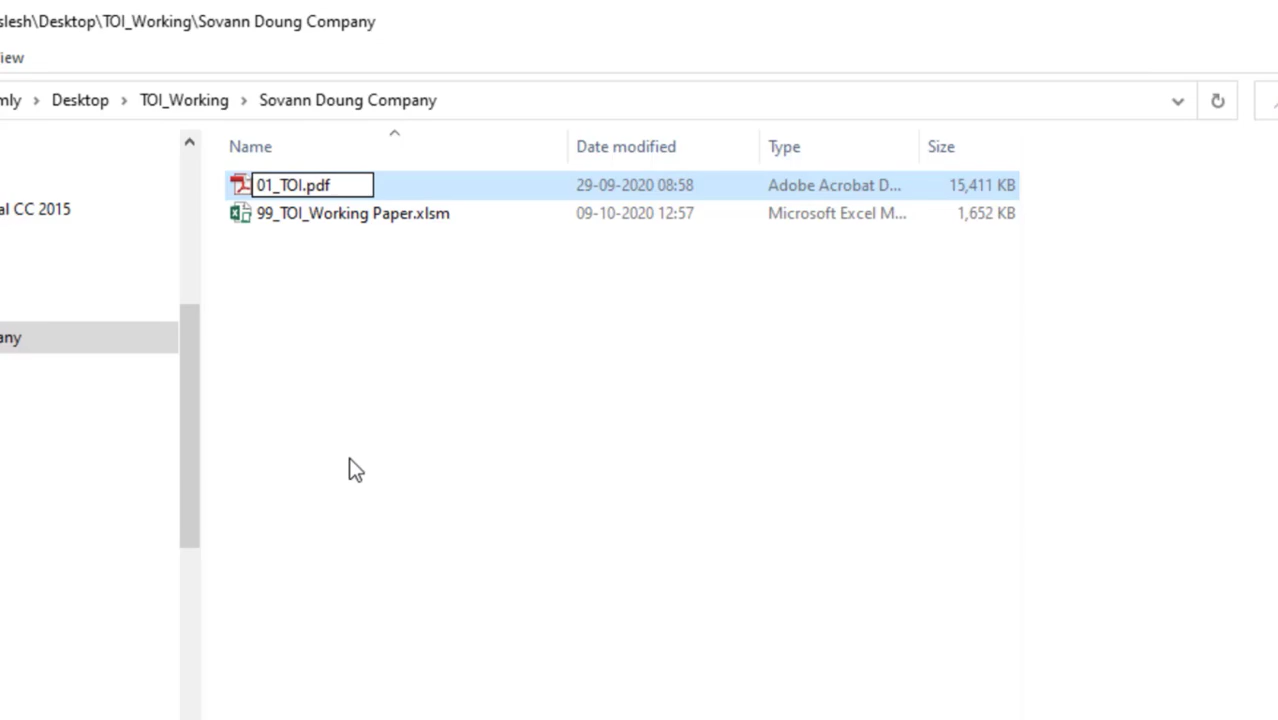 slesh\Desktop\TOI_Working\Sovann Doung Company
iew
mly > Desktop > TOI_Working > Sovann Doung Company
Name Date modified Type Size
al CC 2015
01_TOI.pdf 29-09-2020 08:58 Adobe Acrobat D... 15,411 KB
99_TOI_Working Paper.xlsm 09-10-2020 12:57 Microsoft Excel M... 1,652 KB
any